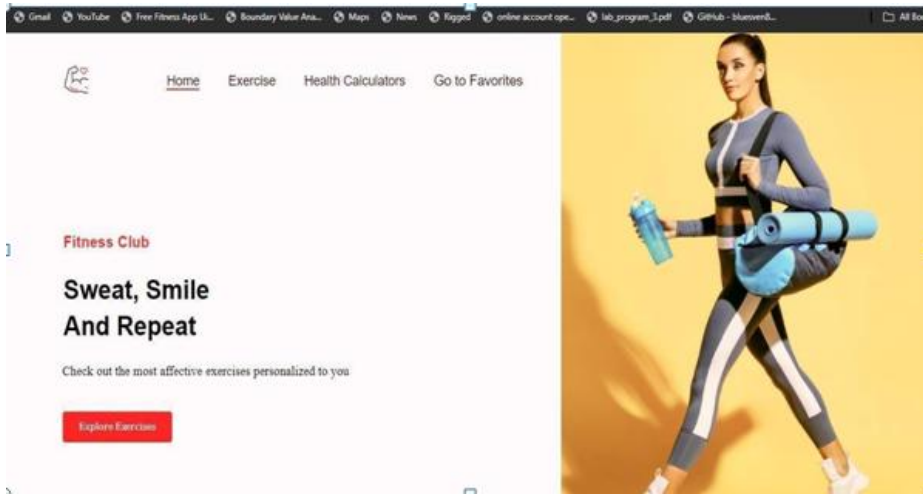 Gmail YouTube Free Fitness App Ui... Boundary Value Ana... Maps News Rigged online account ope... lab_program_3.pdf GitHub - bluesven8... All Bo
Home Exercise Health Calculators Go to Favorites
Fitness Club
Sweat, Smile
And Repeat
Check out the most affective exercises personalized to you
Explore Exercises